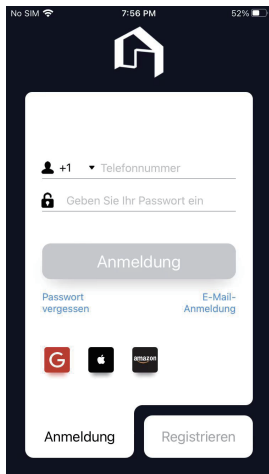 No SIM 7:56 PM 52%
+1 Telefonnummer
Geben Sie Ihr Passwort ein
Anmeldung
Passwort E-Mail-
vergessen Anmeldung
G amazon
Anmeldung Registrieren